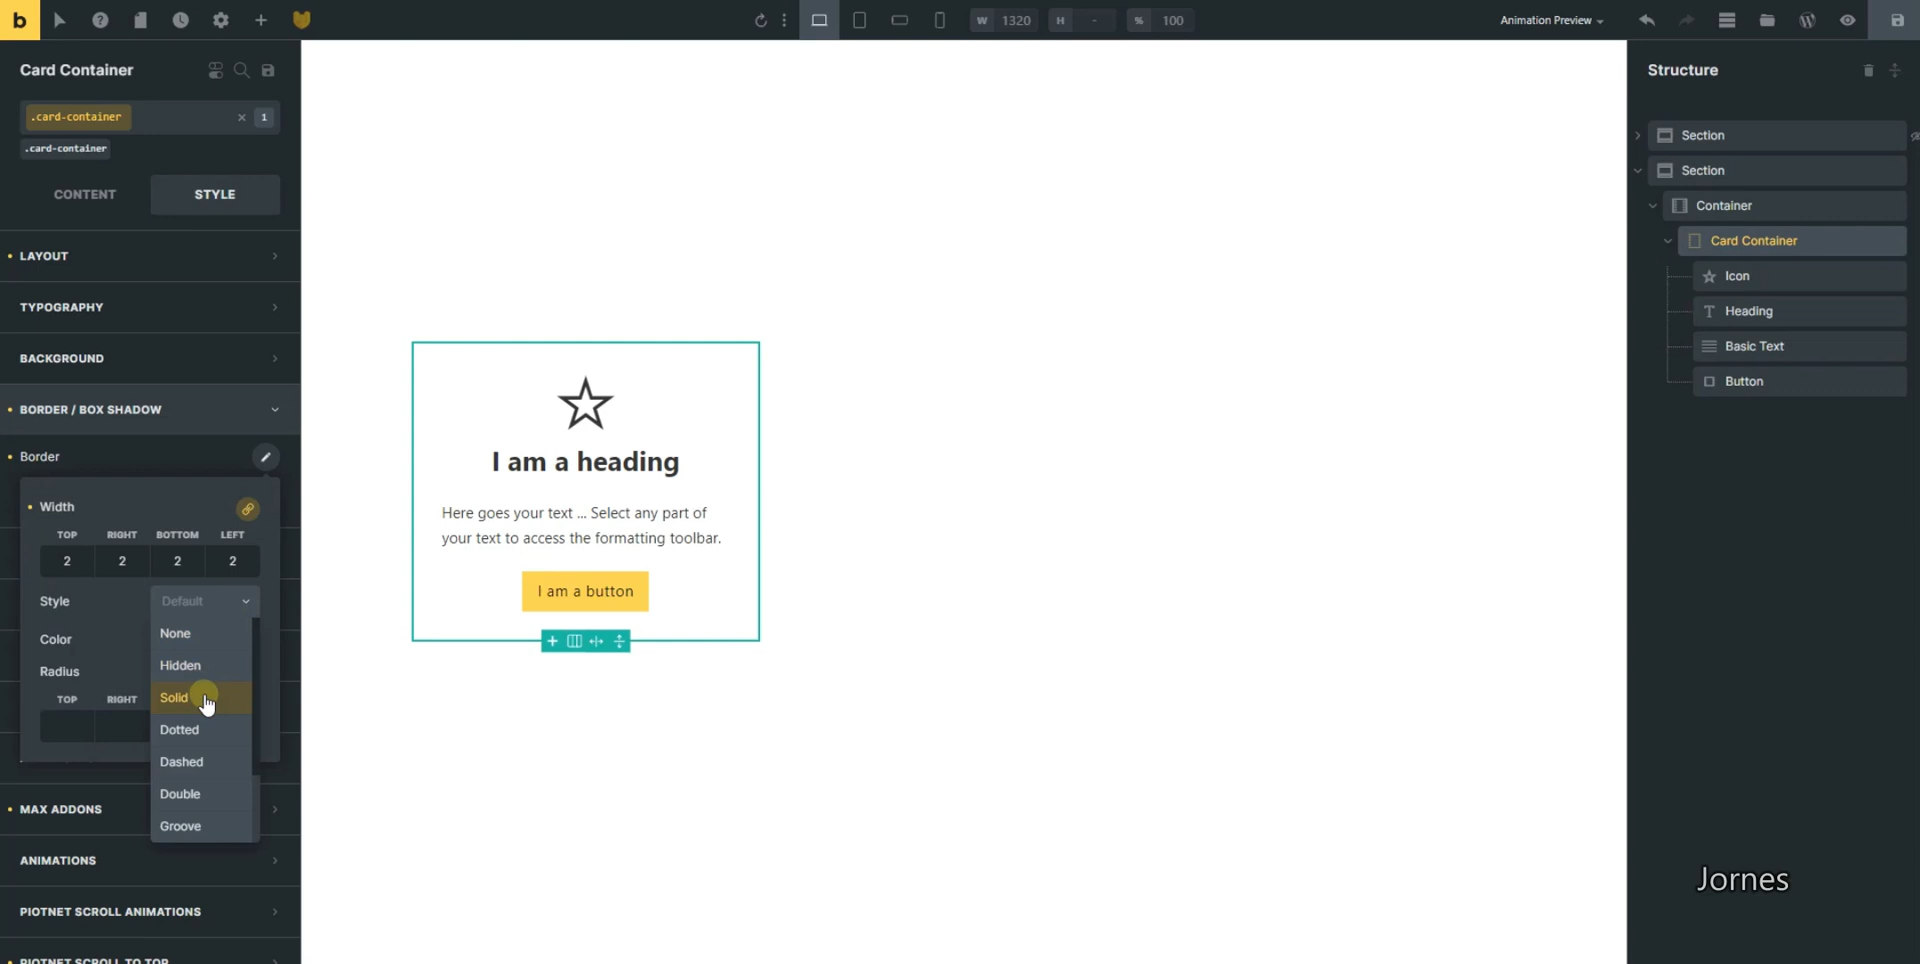 b
W 1320 H - % 100
Animation Preview
Card Container
.card-container × 1
.card-container
CONTENT STYLE
LAYOUT
TYPOGRAPHY
BACKGROUND
BORDER / BOX SHADOW
Border
Width
TOP RIGHT BOTTOM LEFT
2 2 2 2
Style Default
None
Hidden
Solid
Dotted
Dashed
Double
Groove
Color
Radius
TOP RIGHT
MAX ADDONS
ANIMATIONS
PIOTNET SCROLL ANIMATIONS
PIOTNET SCROLL TO TOP
I am a heading
Here goes your text ... Select any part of
your text to access the formatting toolbar.
I am a button
Structure
Section
Section
Container
Card Container
Icon
Heading
Basic Text
Button
Jornes